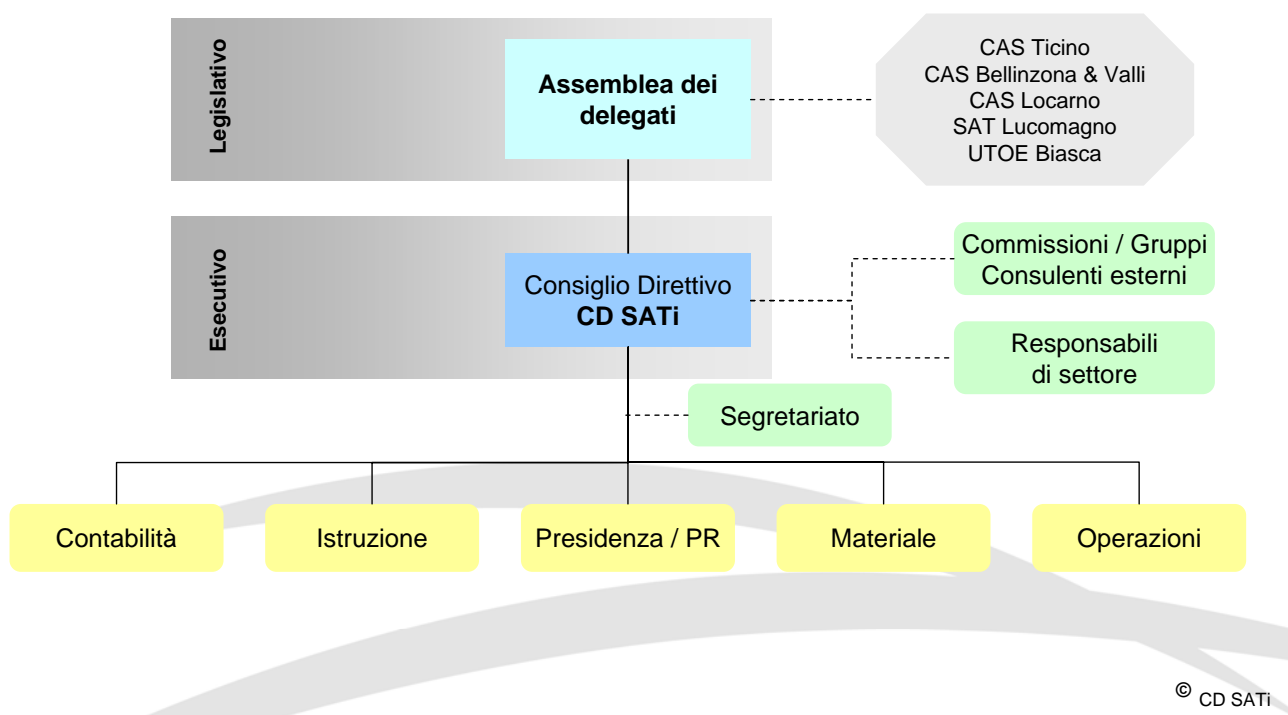 Legislativo
Assemblea dei
delegati
CAS Ticino
CAS Bellinzona & Valli
CAS Locarno
SAT Lucomagno
UTOE Biasca
Esecutivo
Consiglio Direttivo
CD SATi
Commissioni / Gruppi
Consulenti esterni
Responsabili
di settore
Segretariato
Contabilità
Istruzione
Presidenza / PR
Materiale
Operazioni
© CD SATi